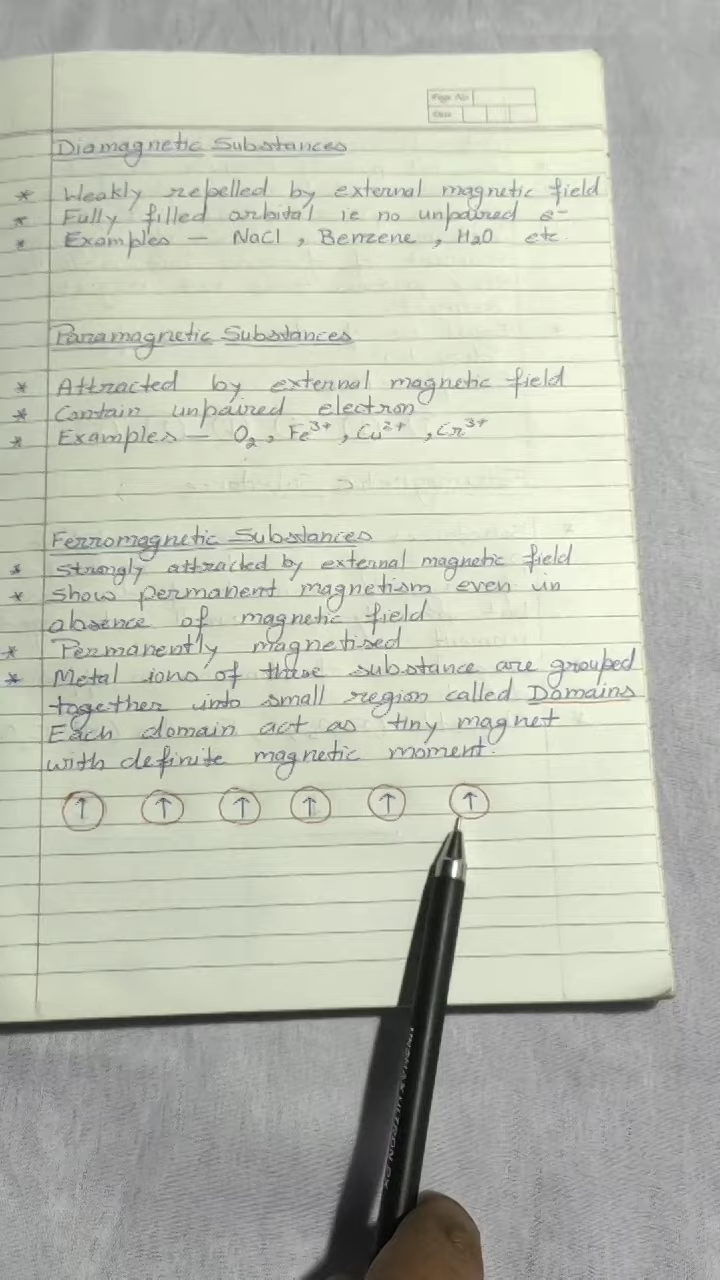 Page No.
Date
Diamagnetic Substances
* Weakly repelled by external magnetic field
* Fully filled orbital ie no unpaired e-
* Examples - NaCl, Benzene, H2O etc.
Paramagnetic Substances
* Attracted by external magnetic field
* Contain unpaired electron
* Examples - O2, Fe3+, Cu2+, Cr3+
Ferromagnetic Substances
* Strongly attracted by external magnetic field
* Show permanent magnetism even in
absence of magnetic field
* Permanently magnetised
* Metal ions of these substance are grouped
together into small region called Domains
Each domain act as tiny magnet
with definite magnetic moment.
↑ ↑ ↑ ↑ ↑ ↑